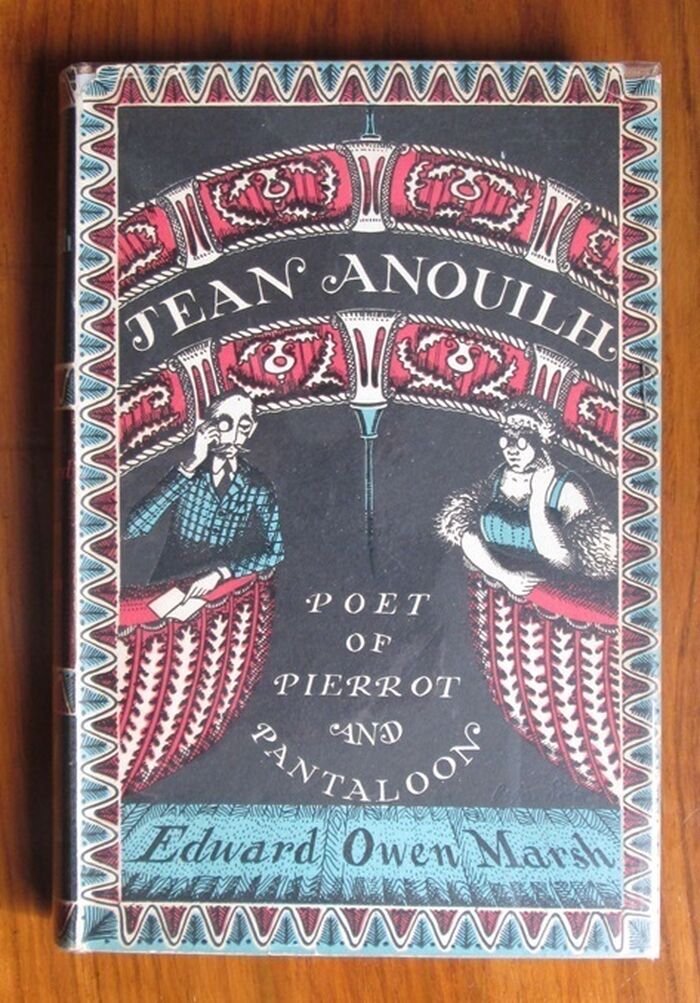 JEAN ANOUILH
POET
OF
PIERROT
AND
PANTALOON
Edward Owen Marsh